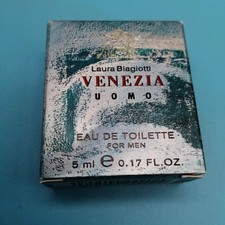 Laura Biagiotti
VENEZIA
UOMO
EAU DE TOILETTE
FOR MEN
5 ml e 0.17 FL.OZ.